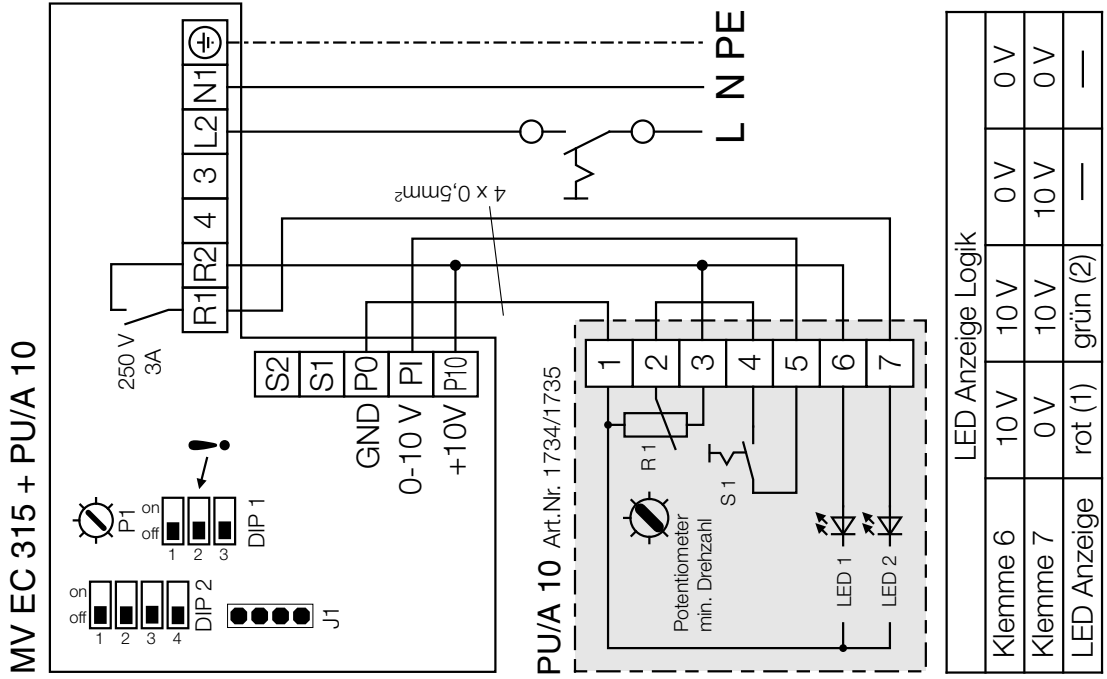 MV EC 315 + PU/A 10
250 V
3A
R1 R2 4 3 L2 N1
S2
S1
P0
PI
P10
GND
0-10 V
+10V
P1
on
off
1 2 3
DIP 1
on
off
1 2 3 4
DIP 2
J1
4 x 0,5mm²
L N PE
PU/A 10 Art.Nr. 1734/1735
1 2 3 4 5 6 7
R 1
S 1
Potentiometer
min. Drehzahl
LED 1
LED 2
LED Anzeige Logik
Klemme 6 10 V 10 V 0 V 0 V
Klemme 7 0 V 10 V 10 V 0 V
LED Anzeige rot (1) grün (2) — —